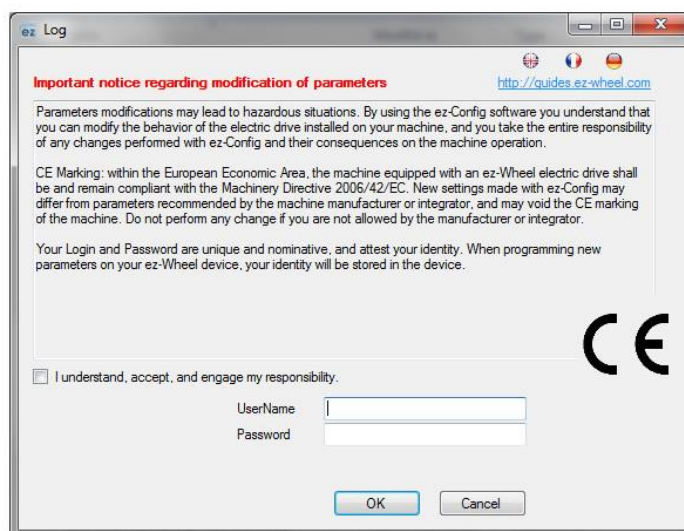 ez Log
Important notice regarding modification of parameters
http://guides.ez-wheel.com
Parameters modifications may lead to hazardous situations. By using the ez-Config software you understand that
you can modify the behavior of the electric drive installed on your machine, and you take the entire responsibility
of any changes performed with ez-Config and their consequences on the machine operation.
CE Marking: within the European Economic Area, the machine equipped with an ez-Wheel electric drive shall
be and remain compliant with the Machinery Directive 2006/42/EC. New settings made with ez-Config may
differ from parameters recommended by the machine manufacturer or integrator, and may void the CE marking
of the machine. Do not perform any change if you are not allowed by the manufacturer or integrator.
Your Login and Password are unique and nominative, and attest your identity. When programming new
parameters on your ez-Wheel device, your identity will be stored in the device.
CE
I understand, accept, and engage my responsibility.
UserName
Password
OK
Cancel